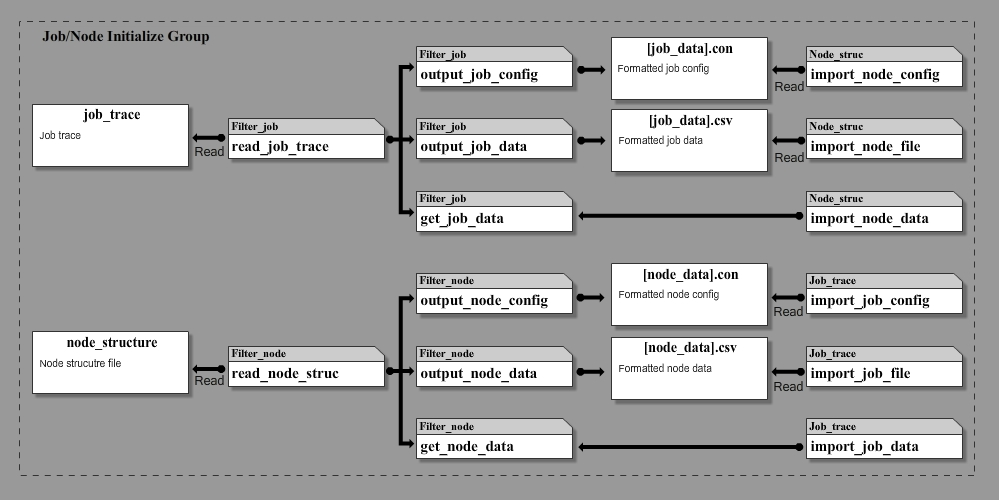 Job/Node Initialize Group
job_trace
Job trace
Read
Filter_job
read_job_trace
Filter_job
output_job_config
[job_data].con
Formatted job config
Read
Node_struc
import_node_config
Filter_job
output_job_data
[job_data].csv
Formatted job data
Read
Node_struc
import_node_file
Filter_job
get_job_data
Node_struc
import_node_data
node_structure
Node strucutre file
Read
Filter_node
read_node_struc
Filter_node
output_node_config
[node_data].con
Formatted node config
Read
Job_trace
import_job_config
Filter_node
output_node_data
[node_data].csv
Formatted node data
Read
Job_trace
import_job_file
Filter_node
get_node_data
Job_trace
import_job_data